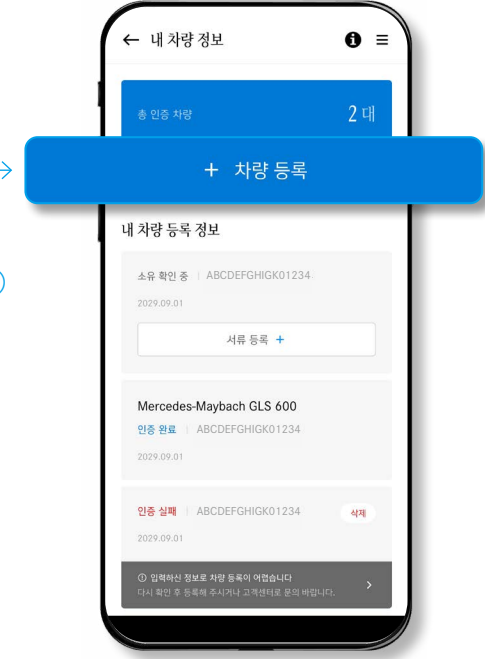 내 차량 정보
총 인증 차량 2 대
+ 차량 등록
내 차량 등록 정보
소유 확인 중 | ABCDEFGHIGK01234
2029.09.01
서류 등록 +
Mercedes-Maybach GLS 600
인증 완료 | ABCDEFGHIGK01234
2029.09.01
인증 실패 | ABCDEFGHIGK01234 삭제
2029.09.01
입력하신 정보로 차량 등록이 어렵습니다
다시 확인 후 등록해 주시거나 고객센터로 문의 바랍니다.